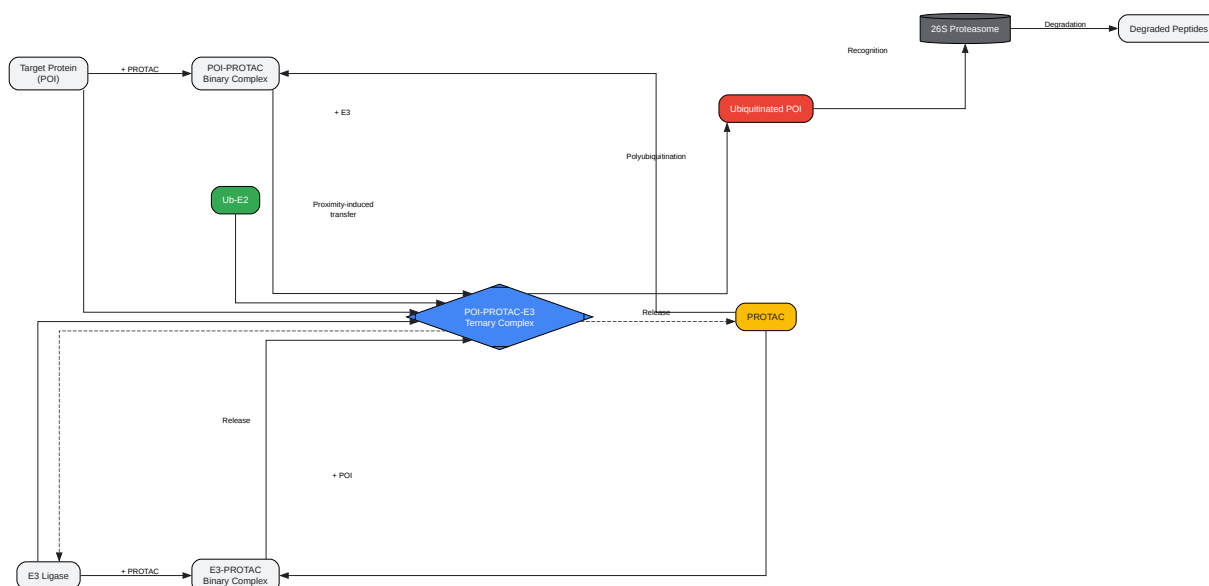 26S Proteasome
Degradation
Degraded Peptides
Recognition
Target Protein
(POI)
+ PROTAC
POI-PROTAC
Binary Complex
Ubiquitinated POI
+ E3
Polyubiquitination
Ub-E2
Proximity-induced
transfer
POI-PROTAC-E3
Ternary Complex
Release
PROTAC
Release
+ POI
E3 Ligase
+ PROTAC
E3-PROTAC
Binary Complex